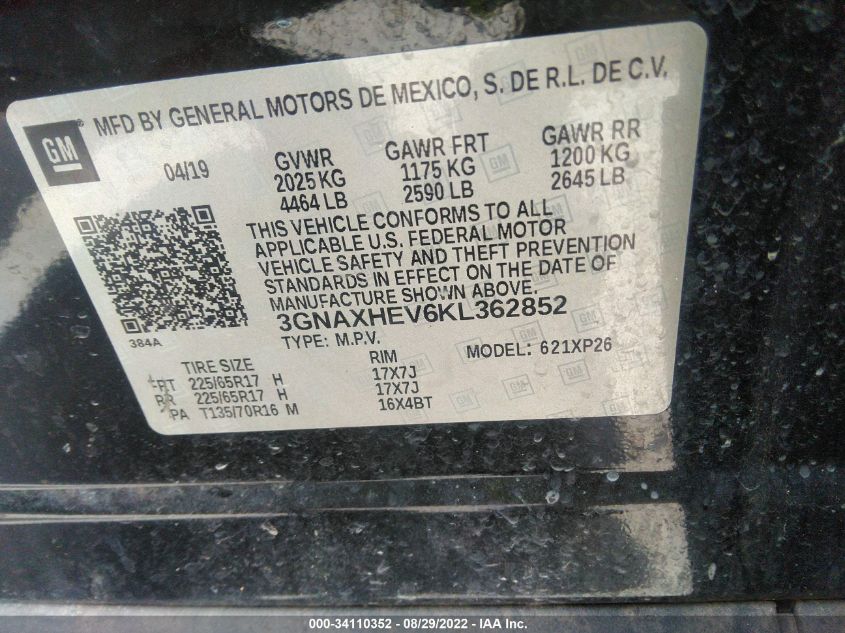 MFD BY GENERAL MOTORS DE MEXICO, S. DE R.L. DE C.V.
GM
04/19
GVWR
2025 KG
4464 LB
GAWR FRT
1175 KG
2590 LB
GAWR RR
1200 KG
2645 LB
THIS VEHICLE CONFORMS TO ALL
APPLICABLE U.S. FEDERAL MOTOR
VEHICLE SAFETY AND THEFT PREVENTION
STANDARDS IN EFFECT ON THE DATE OF
MANUFACTURE SHOWN ABOVE.
384A
3GNAXHEV6KL362852
TYPE: M.P.V. MODEL: 621XP26
TIRE SIZE RIM
FRT 225/65R17 H 17X7J
RR 225/65R17 H 17X7J
PA T135/70R16 M 16X4BT
000-34110352 / 08/29/2022 - IAA Inc.